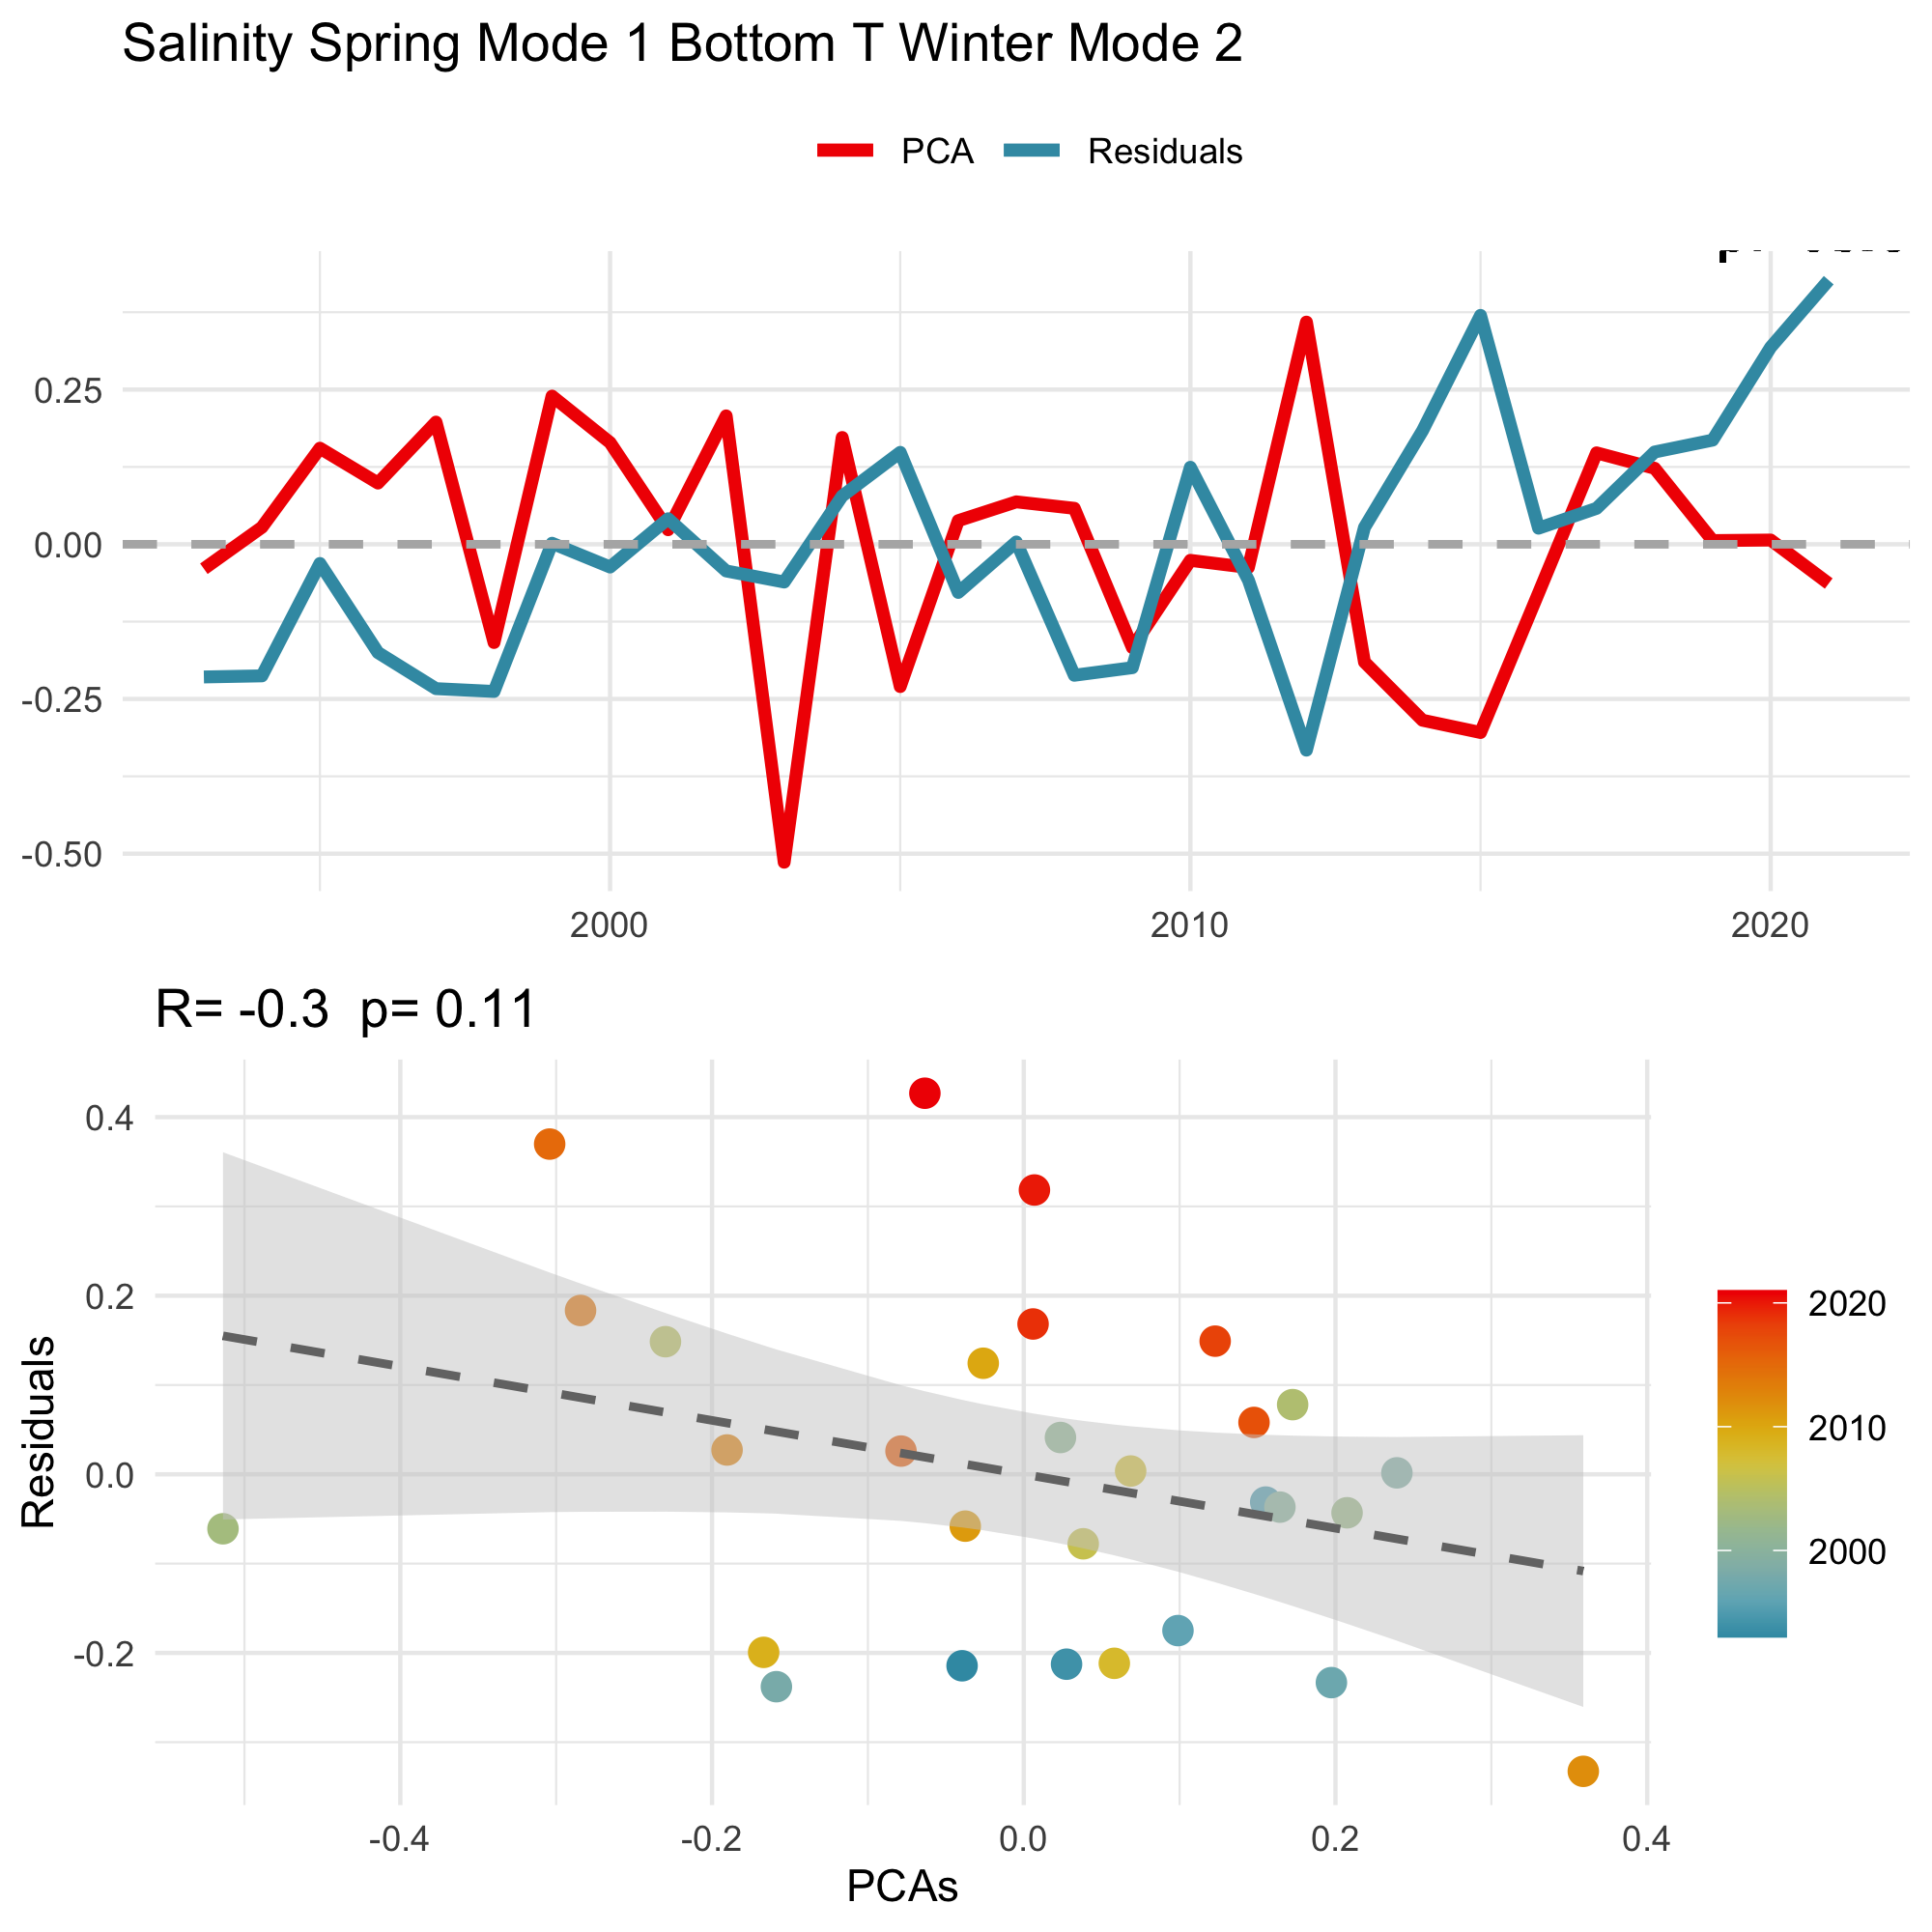 Salinity Spring Mode 1 Bottom T Winter Mode 2
PCA Residuals
0.25
0.00
-0.25
-0.50
2000 2010 2020
R= -0.3 p= 0.11
Residuals
0.4
0.2
0.0
-0.2
-0.4 -0.2 0.0 0.2 0.4
PCAs
2020
2010
2000